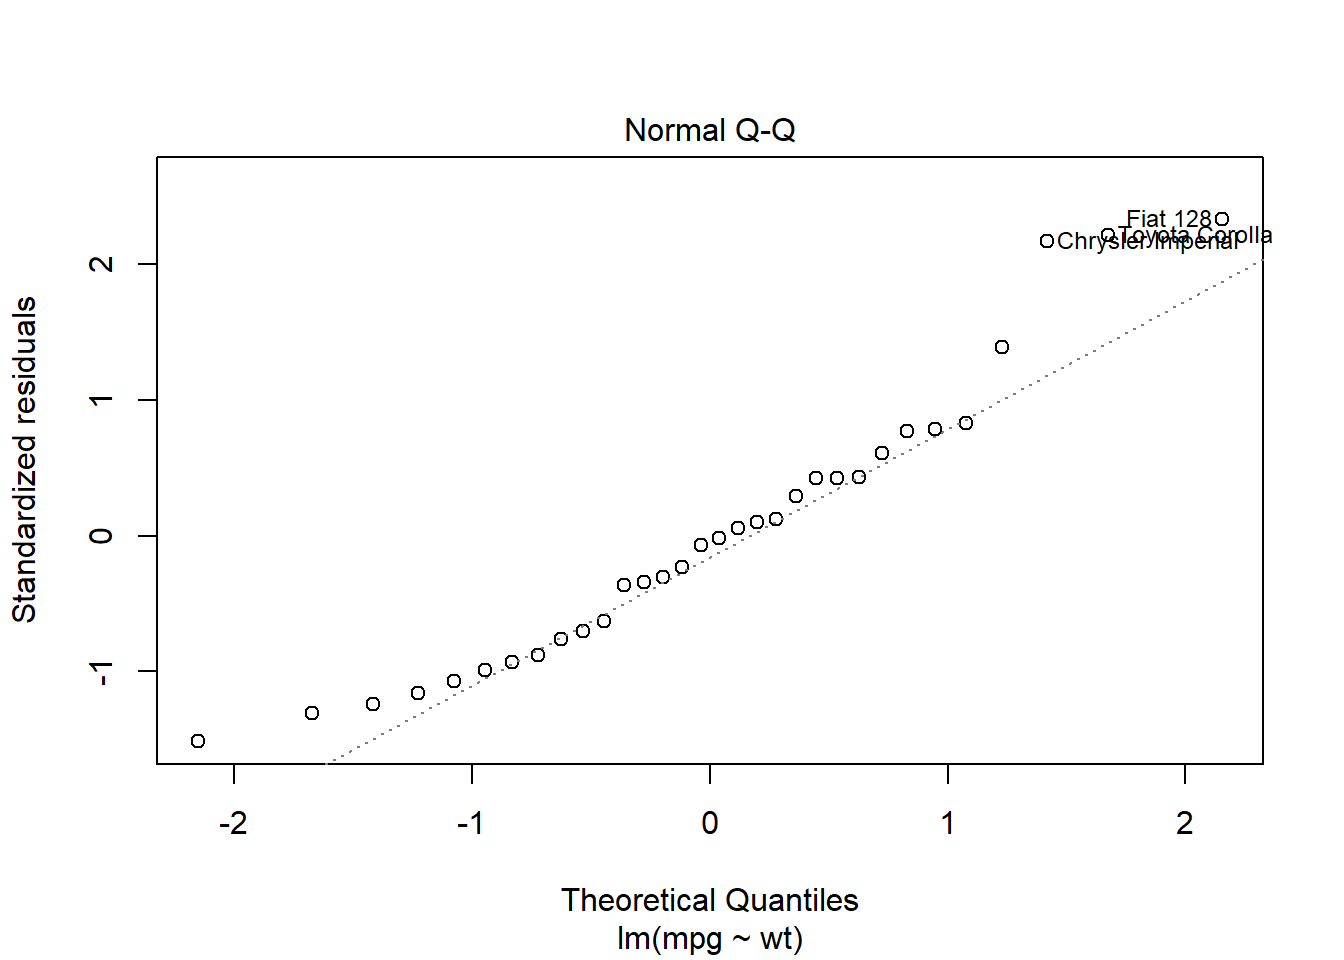 Normal Q-Q
Fiat 128
Toyota Corolla
Chrysler Imperial
Standardized residuals
2
1
0
-1
-2
-1
0
1
2
Theoretical Quantiles
lm(mpg ~ wt)